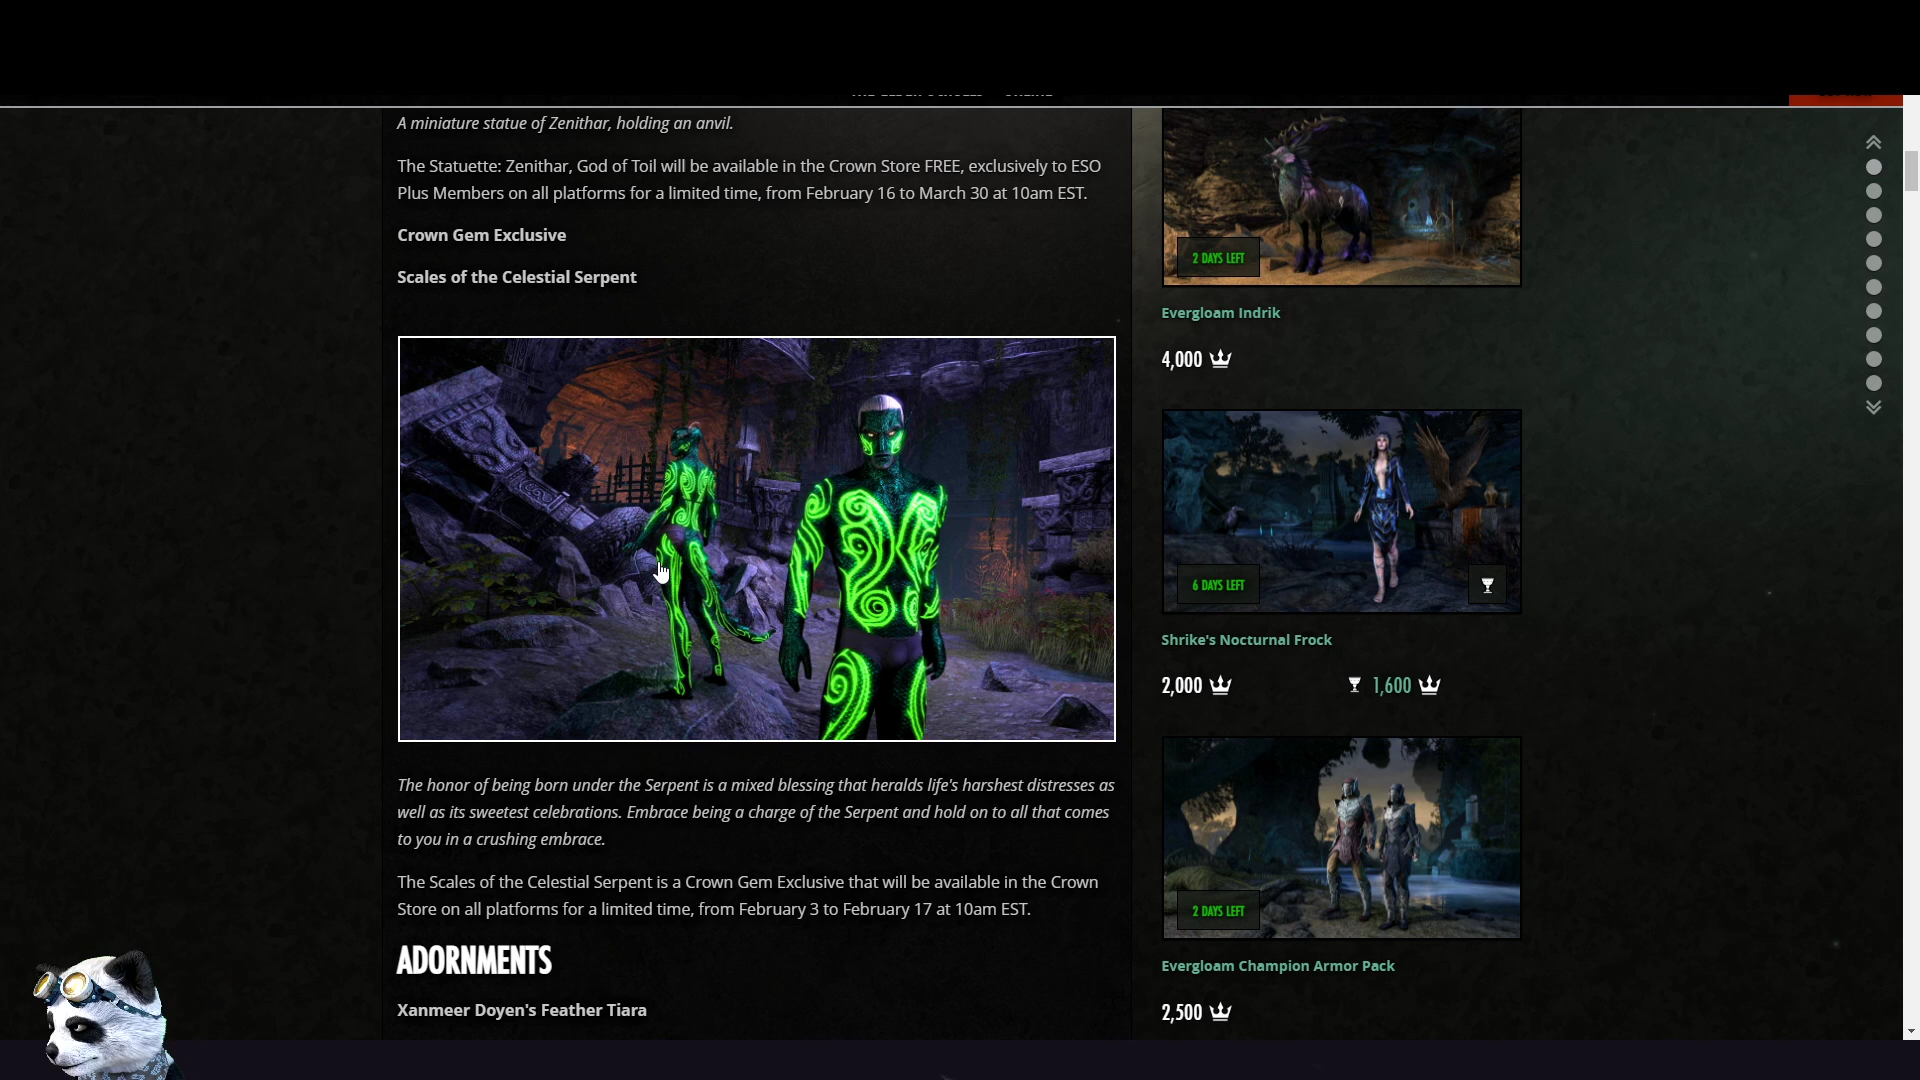 A miniature statue of Zenithar, holding an anvil.
The Statuette: Zenithar, God of Toil will be available in the Crown Store FREE, exclusively to ESO
Plus Members on all platforms for a limited time, from February 16 to March 30 at 10am EST.
Crown Gem Exclusive
Scales of the Celestial Serpent
The honor of being born under the Serpent is a mixed blessing that heralds life's harshest distresses as
well as its sweetest celebrations. Embrace being a charge of the Serpent and hold on to all that comes
to you in a crushing embrace.
The Scales of the Celestial Serpent is a Crown Gem Exclusive that will be available in the Crown
Store on all platforms for a limited time, from February 3 to February 17 at 10am EST.
ADORNMENTS
Xanmeer Doyen's Feather Tiara
2 DAYS LEFT
Evergloam Indrik
4,000
6 DAYS LEFT
Shrike's Nocturnal Frock
2,000 1,600
2 DAYS LEFT
Evergloam Champion Armor Pack
2,500